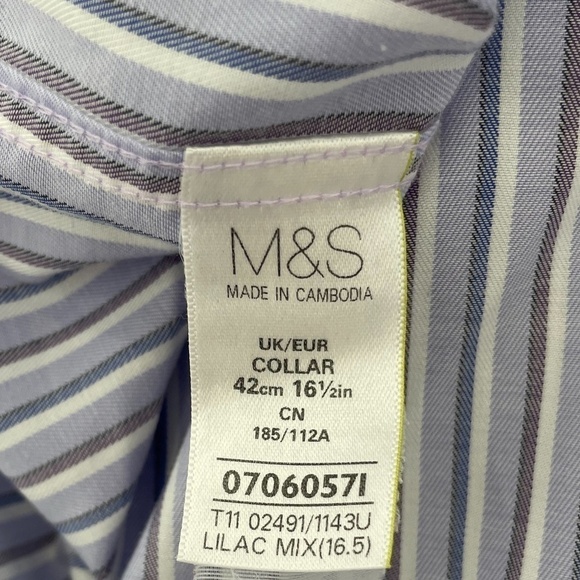 M&S
MADE IN CAMBODIA
UK/EUR
COLLAR
42cm 16½in
CN
185/112A
0706057I
T11 02491/1143U
LILAC MIX(16.5)